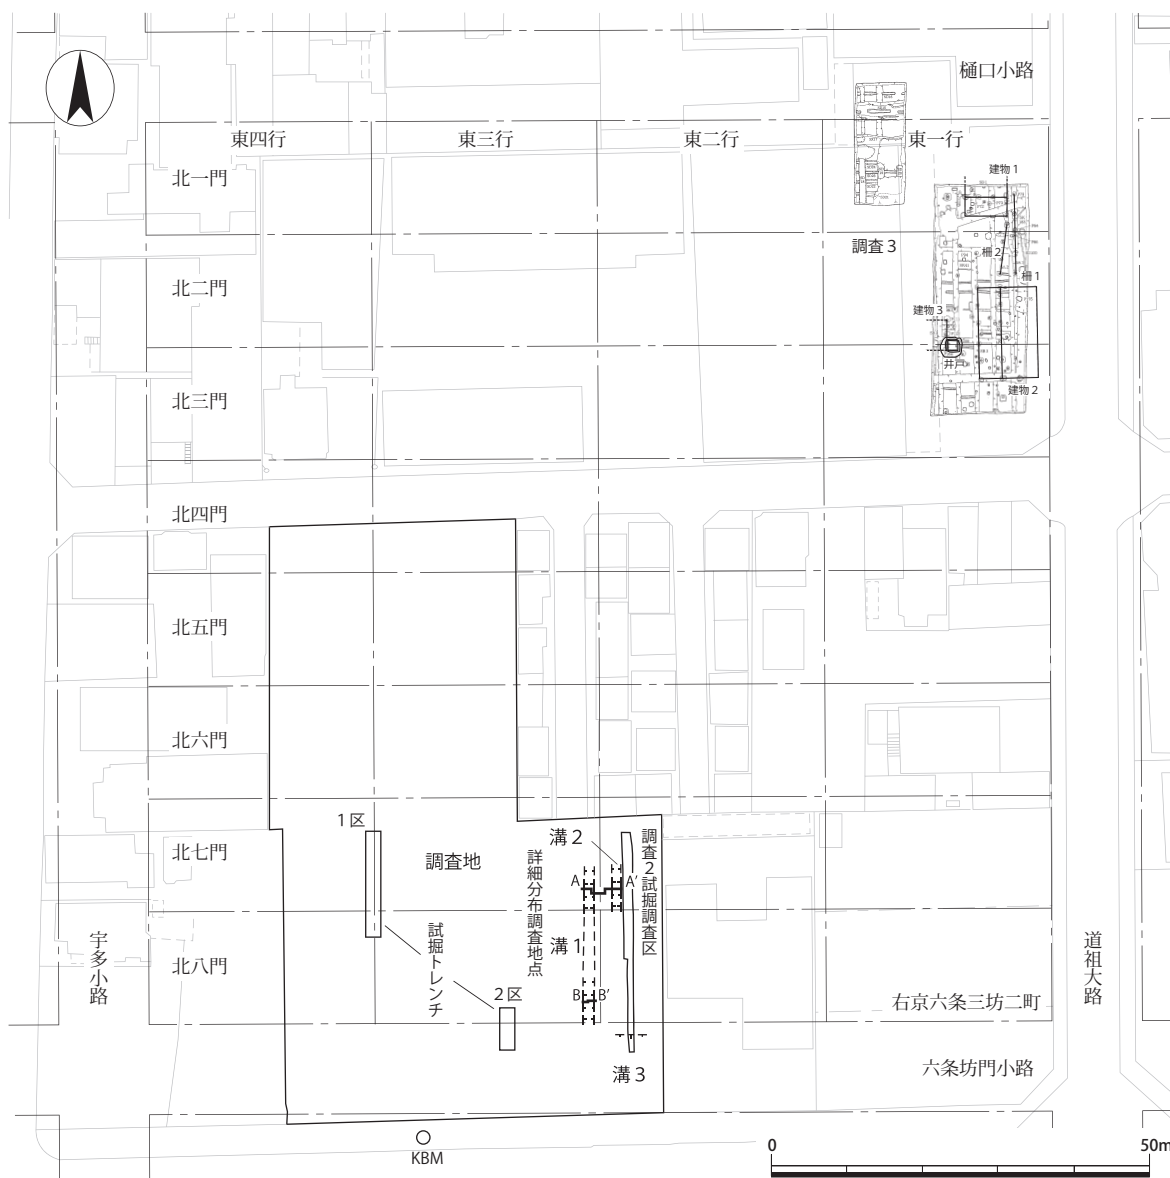 樋口小路
東四行
東三行
東二行
東一行
北一門
建物 1
調査 3
柵 2
柵 1
北二門
建物 3
井戸
北三門
建物 2
北四門
北五門
北六門
1 区
溝 2
調査2試掘調査区
北七門
調査地
詳細分布調査地点
A
A'
試掘トレンチ
溝 1
宇多小路
北八門
道祖大路
2 区
B
B'
右京六条三坊二町
六条坊門小路
溝 3
KBM
0
50m